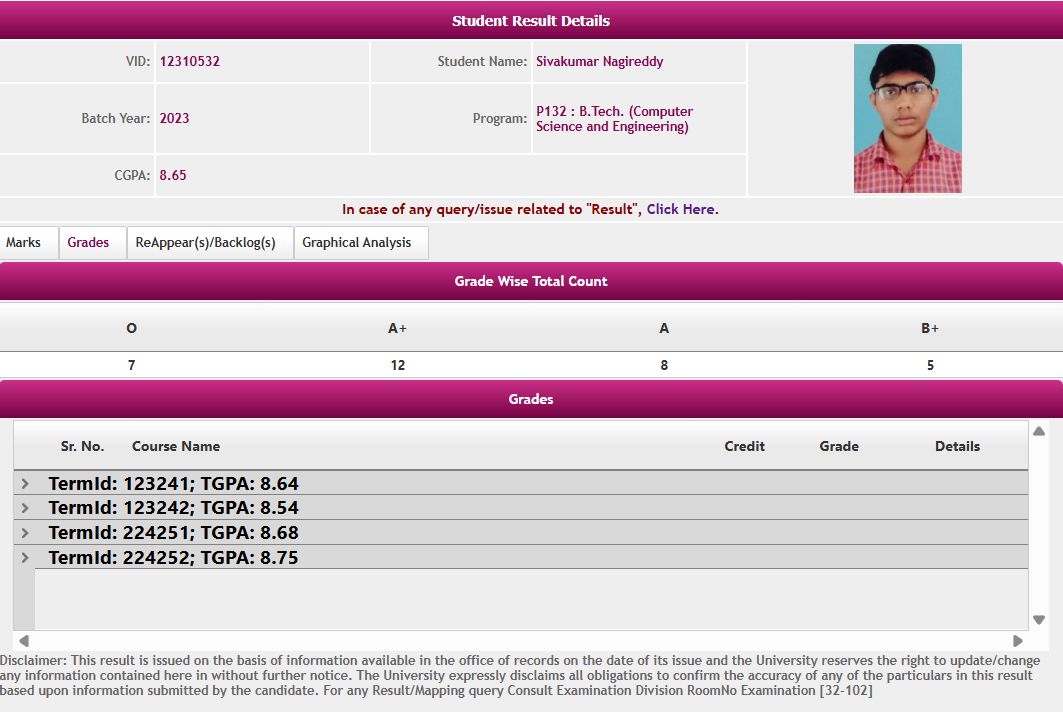 Student Result Details
VID: 12310532 Student Name: Sivakumar Nagireddy
Batch Year: 2023 Program: P132 : B.Tech. (Computer
Science and Engineering)
CGPA: 8.65
In case of any query/issue related to "Result", Click Here.
Marks Grades ReAppear(s)/Backlog(s) Graphical Analysis
Grade Wise Total Count
O A+ A B+
7 12 8 5
Grades
Sr. No. Course Name Credit Grade Details
TermId: 123241; TGPA: 8.64
TermId: 123242; TGPA: 8.54
TermId: 224251; TGPA: 8.68
TermId: 224252; TGPA: 8.75
Disclaimer: This result is issued on the basis of information available in the office of records on the date of its issue and the University reserves the right to update/change
any information contained here in without further notice. The University expressly disclaims all obligations to confirm the accuracy of any of the particulars in this result
based upon information submitted by the candidate. For any Result/Mapping query Consult Examination Division RoomNo Examination [32-102]